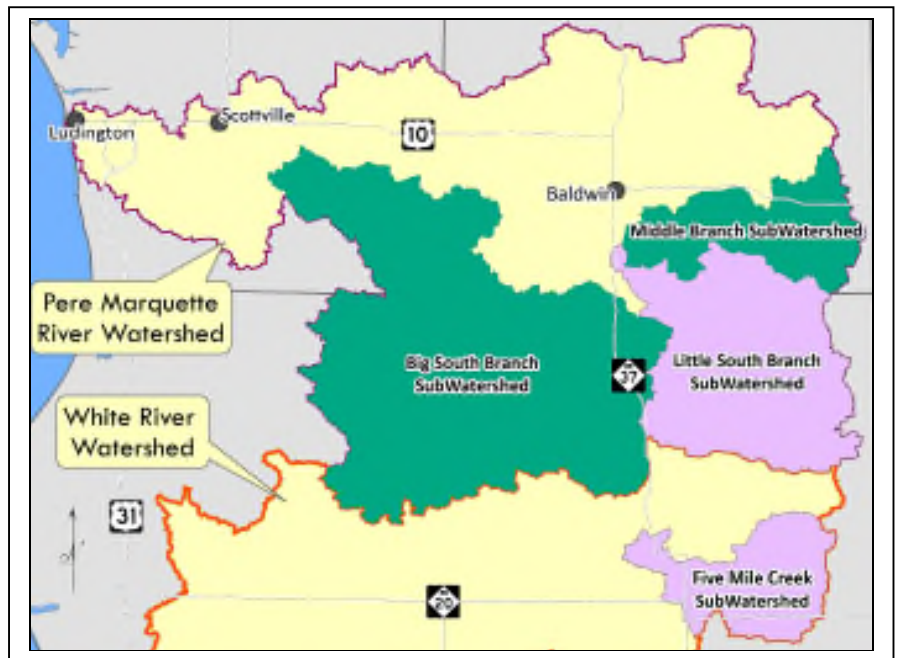 Ludington
Scottville
10
Baldwin
Middle Branch SubWatershed
Pere Marquette
River Watershed
Big South Branch
SubWatershed
37
Little South Branch
SubWatershed
White River
Watershed
31
20
Five Mile Creek
SubWatershed